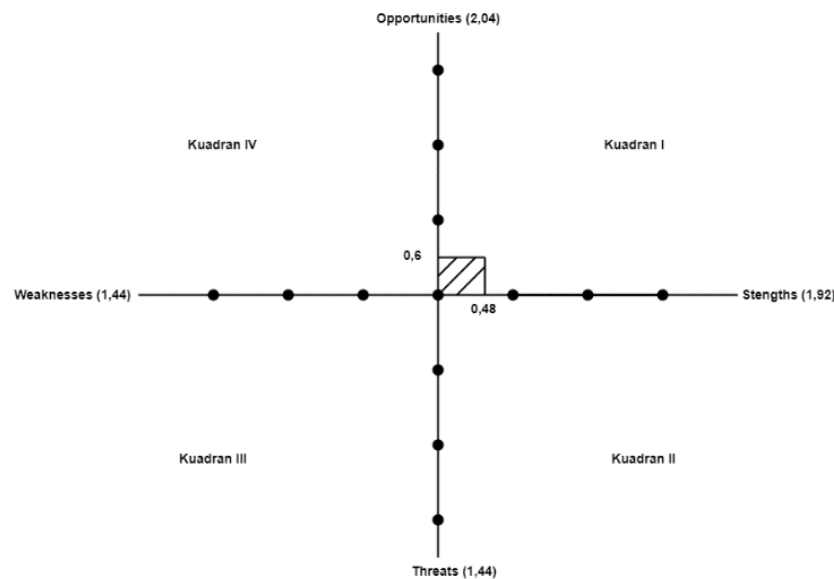 Opportunities (2,04)
Kuadran IV
Kuadran I
0,6
Weaknesses (1,44)
Stengths (1,92)
0,48
Kuadran III
Kuadran II
Threats (1,44)